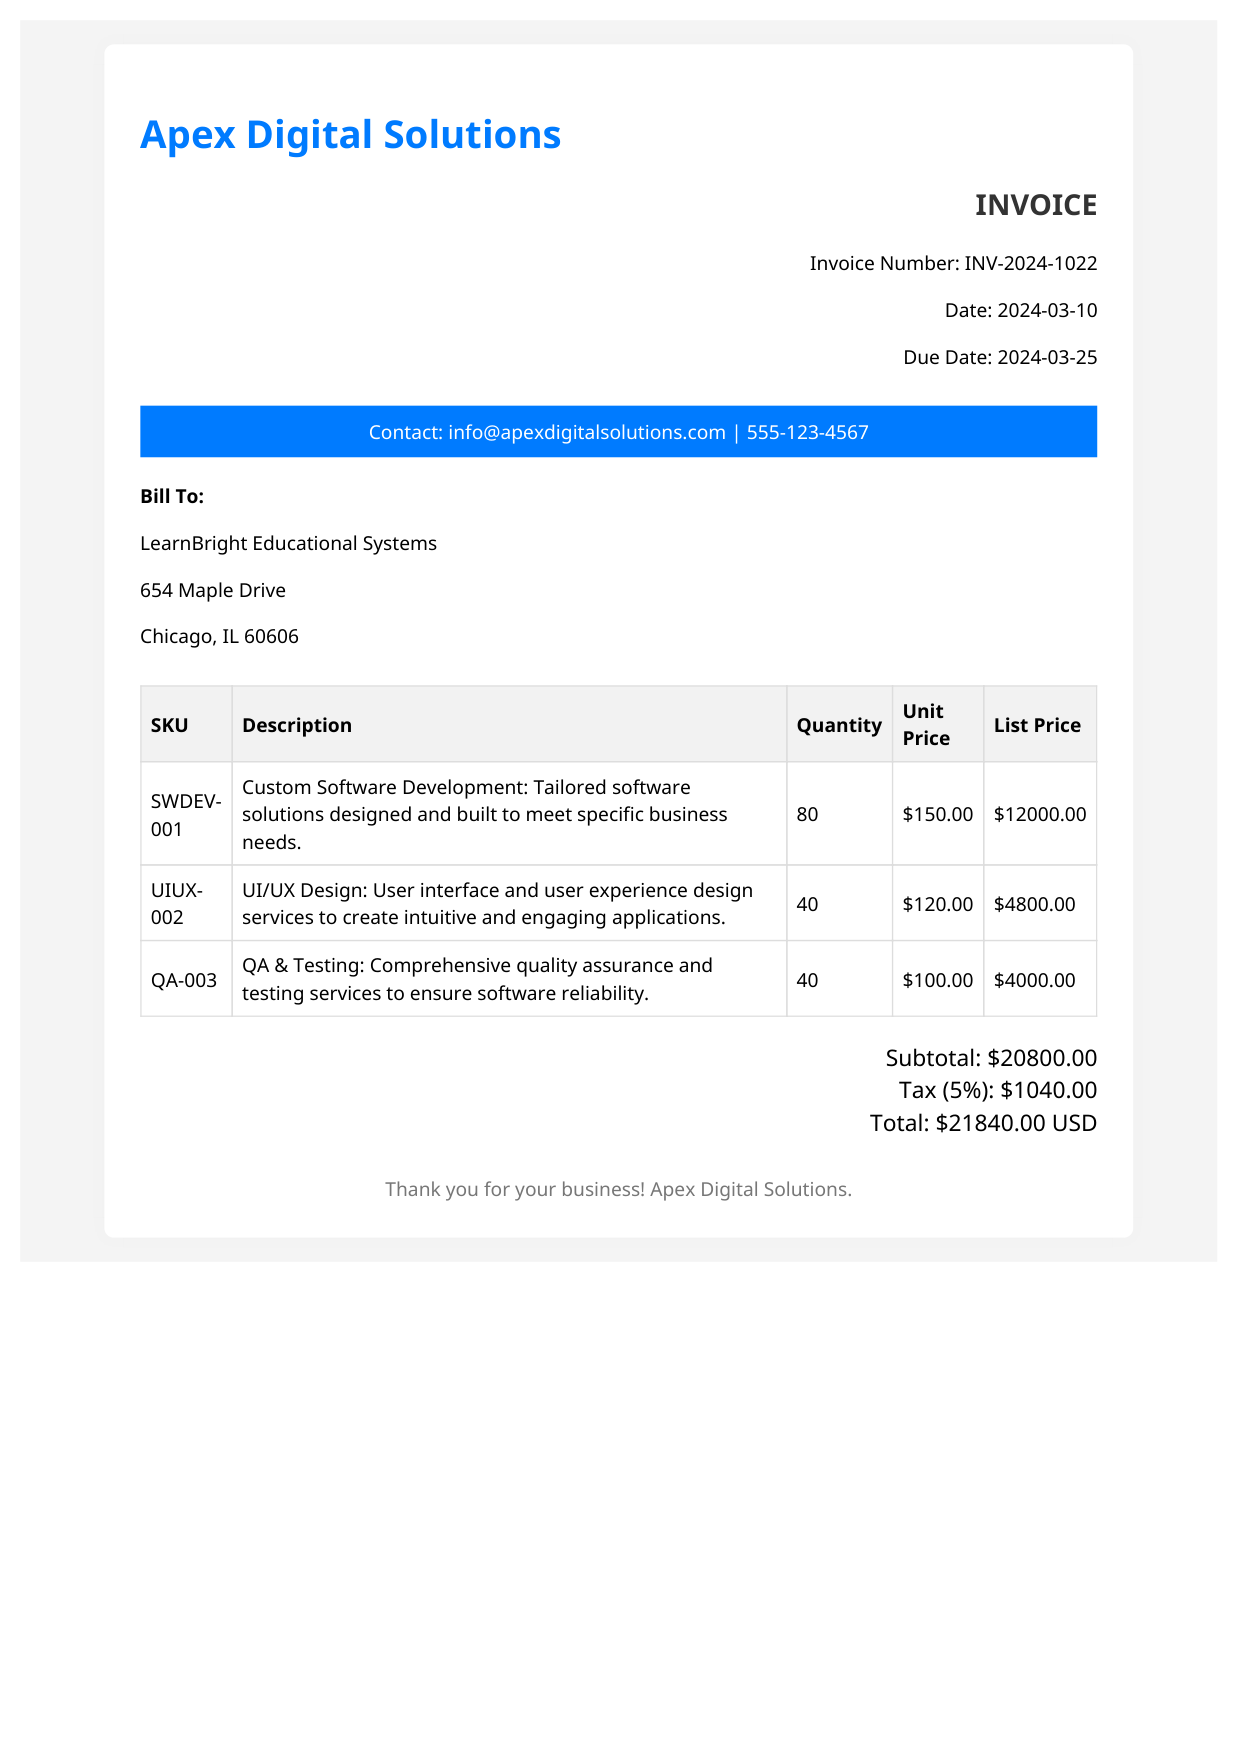 Apex Digital Solutions
INVOICE
Invoice Number: INV-2024-1022
Date: 2024-03-10
Due Date: 2024-03-25
Contact: info@apexdigitalsolutions.com | 555-123-4567
Bill To:
LearnBright Educational Systems
654 Maple Drive
Chicago, IL 60606
SKU Description Quantity Unit Price List Price
SWDEV-001 Custom Software Development: Tailored software
solutions designed and built to meet specific business
needs. 80 $150.00 $12000.00
UIUX-002 UI/UX Design: User interface and user experience design
services to create intuitive and engaging applications. 40 $120.00 $4800.00
QA-003 QA & Testing: Comprehensive quality assurance and
testing services to ensure software reliability. 40 $100.00 $4000.00
Subtotal: $20800.00
Tax (5%): $1040.00
Total: $21840.00 USD
Thank you for your business! Apex Digital Solutions.